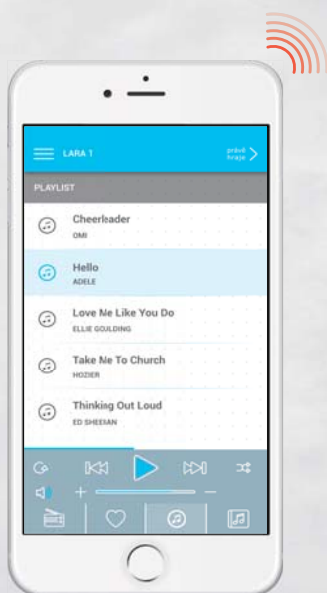 LARA 1
právě
hraje
PLAYLIST
Cheerleader
OMI
Hello
ADELE
Love Me Like You Do
ELLIE GOULDING
Take Me To Church
HOZIER
Thinking Out Loud
ED SHEERAN